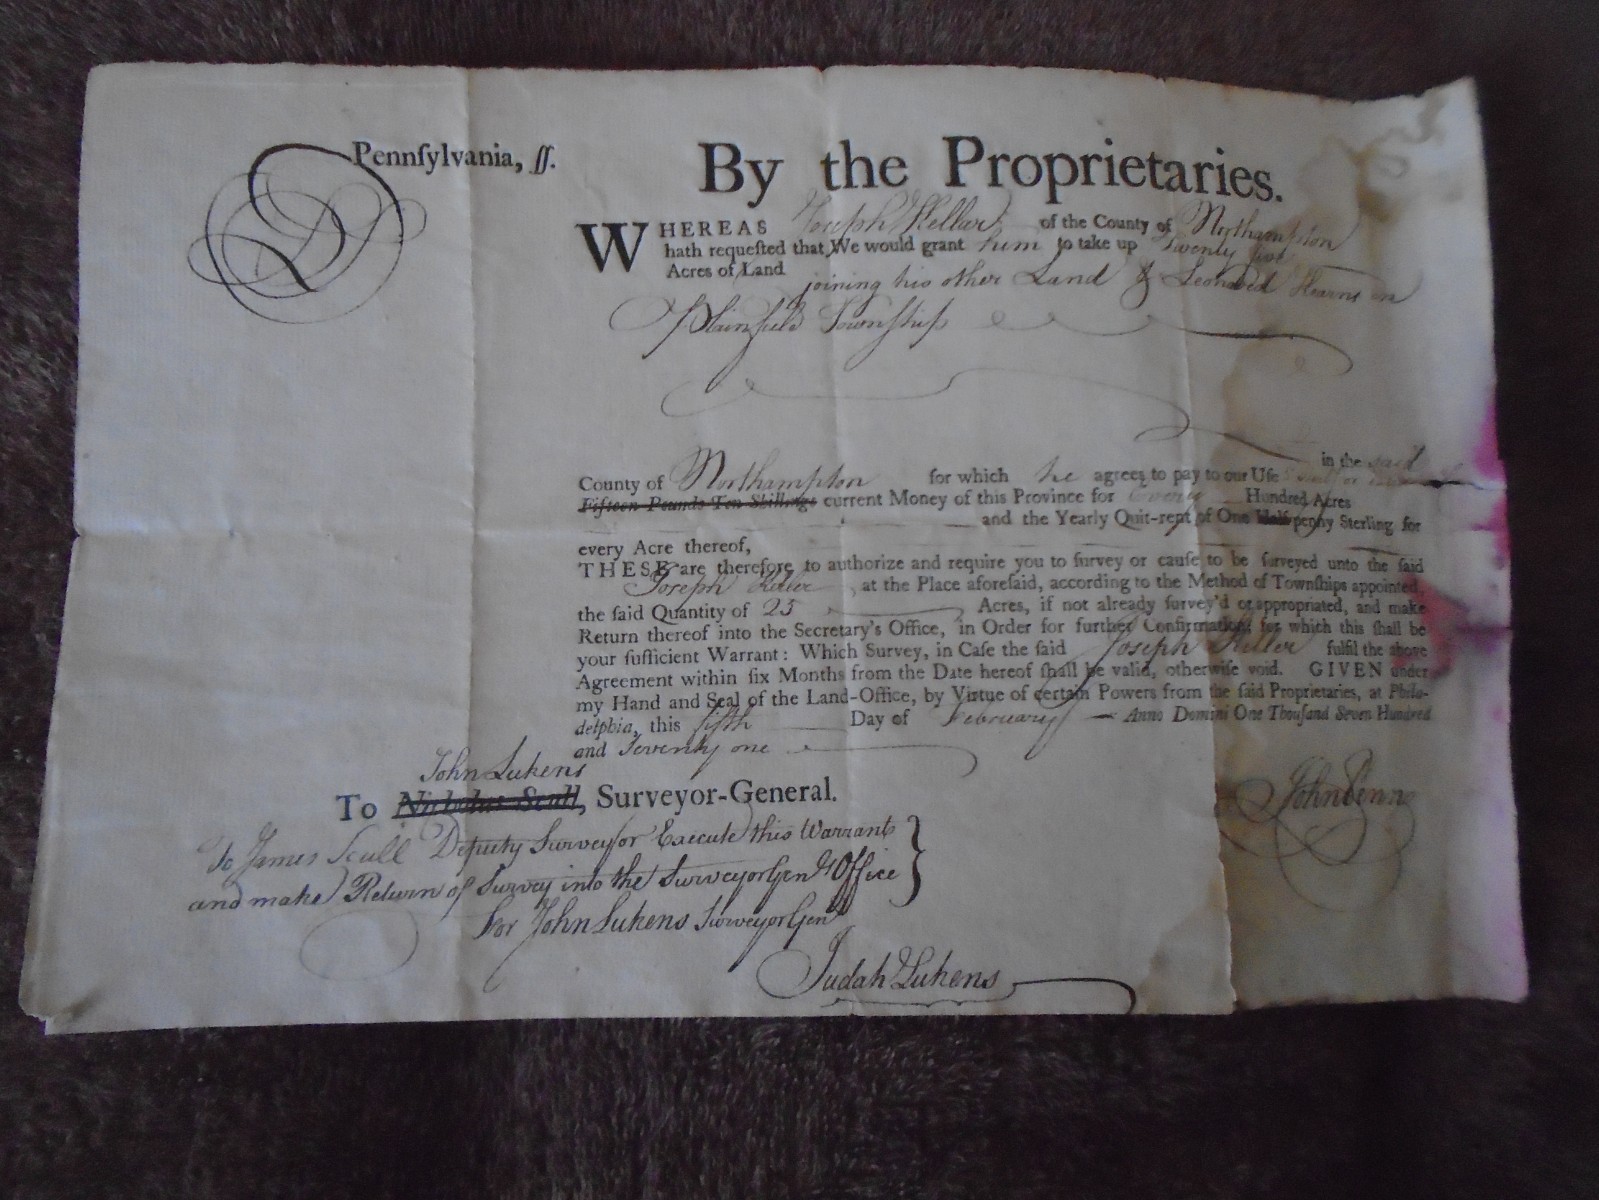 Pennſylvania, ſſ.
By the Proprietaries.
WHEREAS Joseph Kellar of the County of Northampton
hath requeſted that We would grant him to take up Twenty five
Acres of Land joining his other Land & Leonard Kearns in
Plainfield Township
in the said
County of Northampton for which he agrees to pay to our Uſe
Fifteen Pounds Ten Shillings current Money of this Province for every Hundred Acres
and the Yearly Quit-rent of One Half-penny Sterling for
every Acre thereof,
THESE are therefore to authorize and require you to ſurvey or cauſe to be ſurveyed unto the ſaid
Joseph Keller at the Place aforeſaid, according to the Method of Townſhips appointed,
the ſaid Quantity of 25 Acres, if not already ſurvey'd or appropriated, and make
Return thereof into the Secretary's Office, in Order for further Confirmation; for which this ſhall be
your ſufficient Warrant: Which Survey, in Caſe the ſaid Joseph Keller fulfil the above
Agreement within ſix Months from the Date hereof ſhall be valid, otherwiſe void. GIVEN under
my Hand and Seal of the Land-Office, by Virtue of certain Powers from the ſaid Proprietaries, at Phila-
delphia, this fifth Day of February Anno Domini One Thouſand Seven Hundred
and Seventy one
John Lukens
To Nicholas Scull, Surveyor-General.
John Penn
To James Scull Deputy Surveyor Execute this Warrant
and make Return of Survey into the Surveyor Genls Office
For John Lukens Surveyor Genl
Judah Lukens